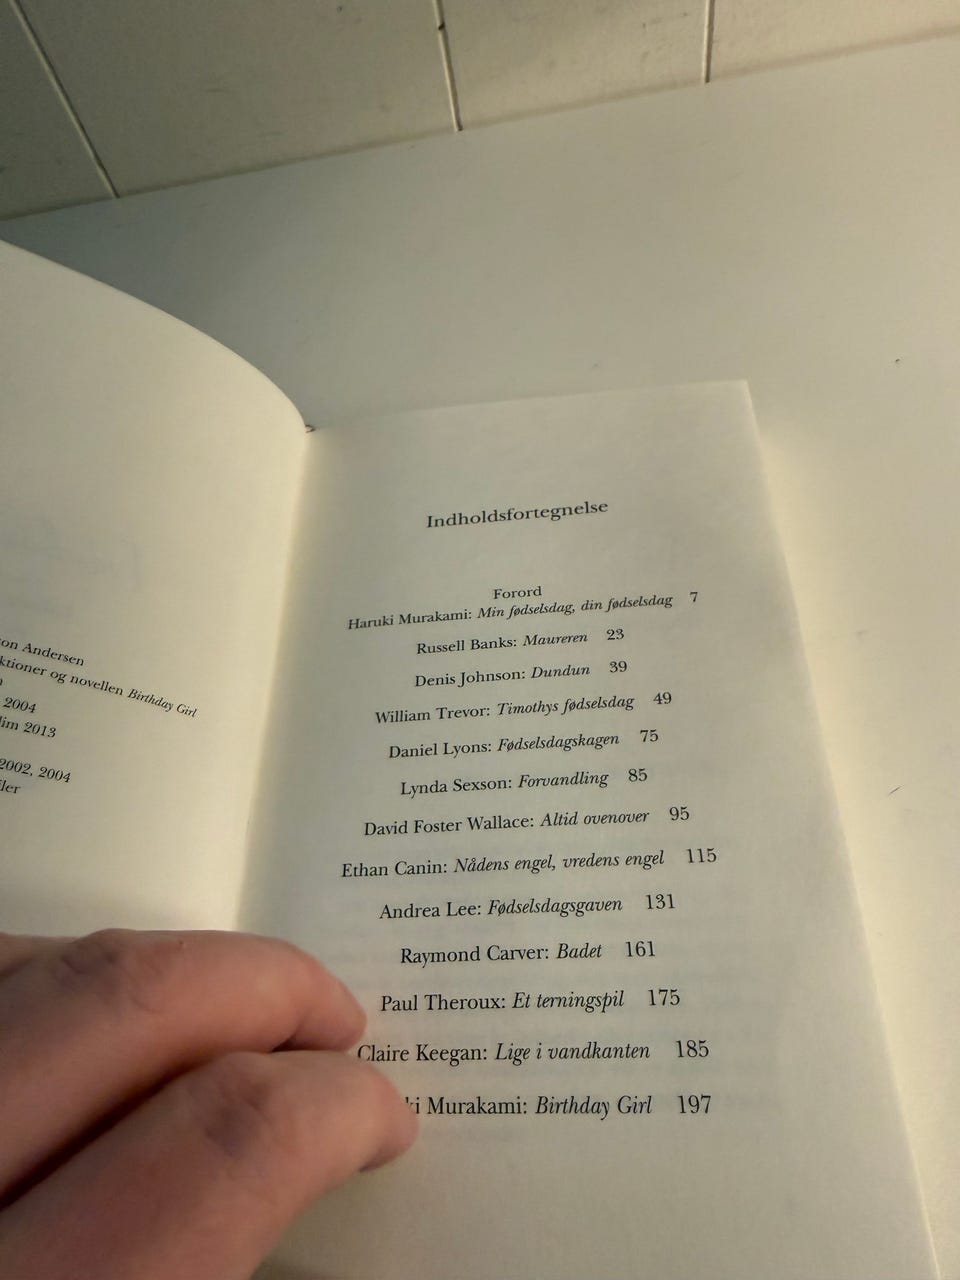 Andersen
og novellen Birthday Girl
2004
2013
2002, 2004
Indholdsfortegnelse
Forord
Haruki Murakami: Min fødselsdag, din fødselsdag 7
Russell Banks: Maureren 23
Denis Johnson: Dundun 39
William Trevor: Timothys fødselsdag 49
Daniel Lyons: Fødselsdagskagen 75
Lynda Sexson: Forvandling 85
David Foster Wallace: Altid ovenover 95
Ethan Canin: Nådens engel, vredens engel 115
Andrea Lee: Fødselsdagsgaven 131
Raymond Carver: Badet 161
Paul Theroux: Et terningspil 175
Claire Keegan: Lige i vandkanten 185
Murakami: Birthday Girl 197